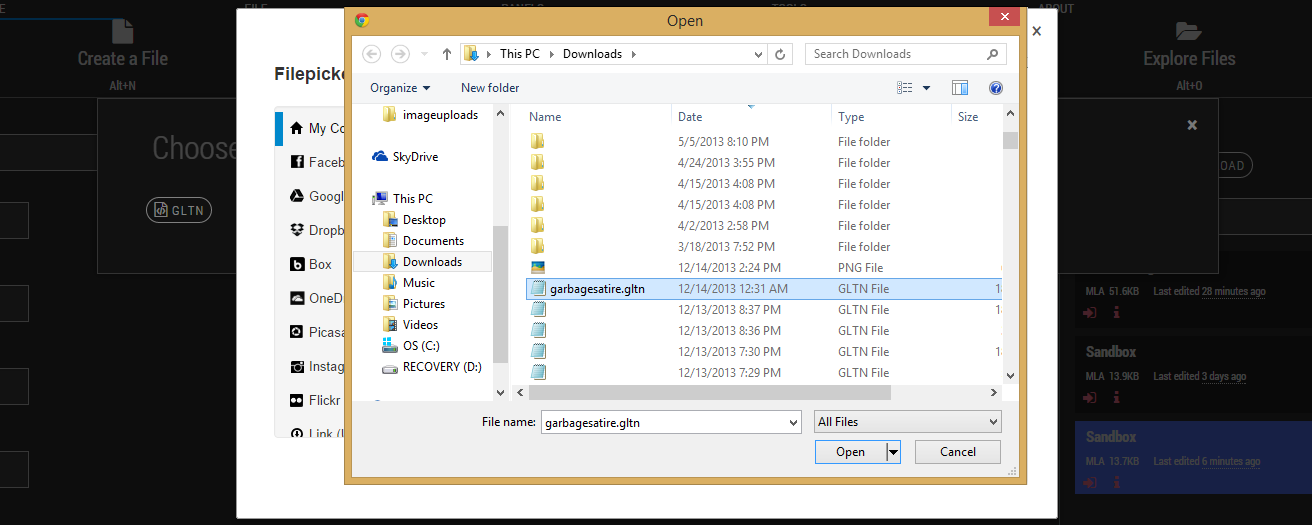 FILE
PANELS
TOOLS
ABOUT
Create a File
Alt+N
Explore Files
Alt+O
Choose
GLTN
OAD
Filepicke
My Co
Faceb
Googl
Dropb
Box
OneD
Picasa
Instag
Flickr
Link (
Open
This PC
Downloads
Search Downloads
Organize
New folder
imageuploads
SkyDrive
This PC
Desktop
Documents
Downloads
Music
Pictures
Videos
OS (C:)
RECOVERY (D:)
Name Date Type Size
5/5/2013 8:10 PM File folder
4/24/2013 3:55 PM File folder
4/15/2013 4:08 PM File folder
4/15/2013 4:08 PM File folder
4/2/2013 2:58 PM File folder
3/18/2013 7:52 PM File folder
12/14/2013 2:24 PM PNG File
garbagesatire.gltn 12/14/2013 12:31 AM GLTN File
12/13/2013 8:37 PM GLTN File
12/13/2013 8:36 PM GLTN File
12/13/2013 7:30 PM GLTN File
12/13/2013 7:29 PM GLTN File
File name: garbagesatire.gltn All Files
Open Cancel
MLA 51.6KB Last edited 28 minutes ago
Sandbox
MLA 13.9KB Last edited 3 days ago
Sandbox
MLA 13.7KB Last edited 6 minutes ago